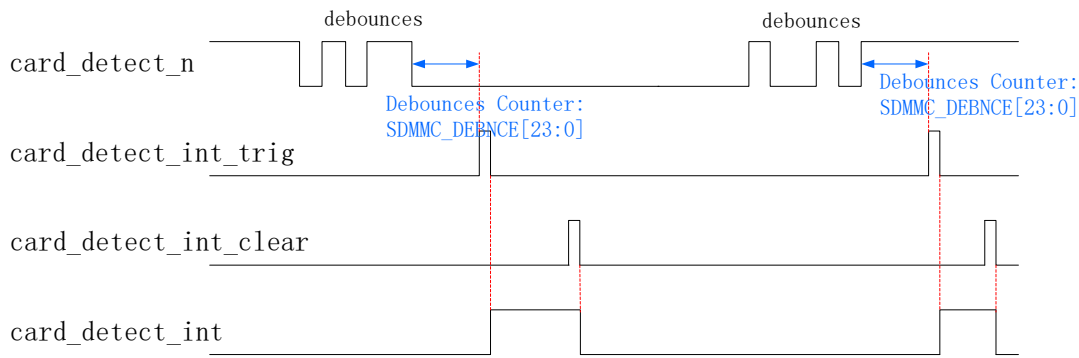 debounces
debounces
card_detect_n
Debounces Counter:
SDMMC_DEBNCE[23:0]
Debounces Counter:
SDMMC_DEBNCE[23:0]
card_detect_int_trig
card_detect_int_clear
card_detect_int